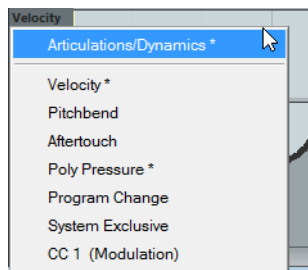 Velocity
Articulations/Dynamics *
Velocity *
Pitchbend
Aftertouch
Poly Pressure *
Program Change
System Exclusive
CC 1 (Modulation)